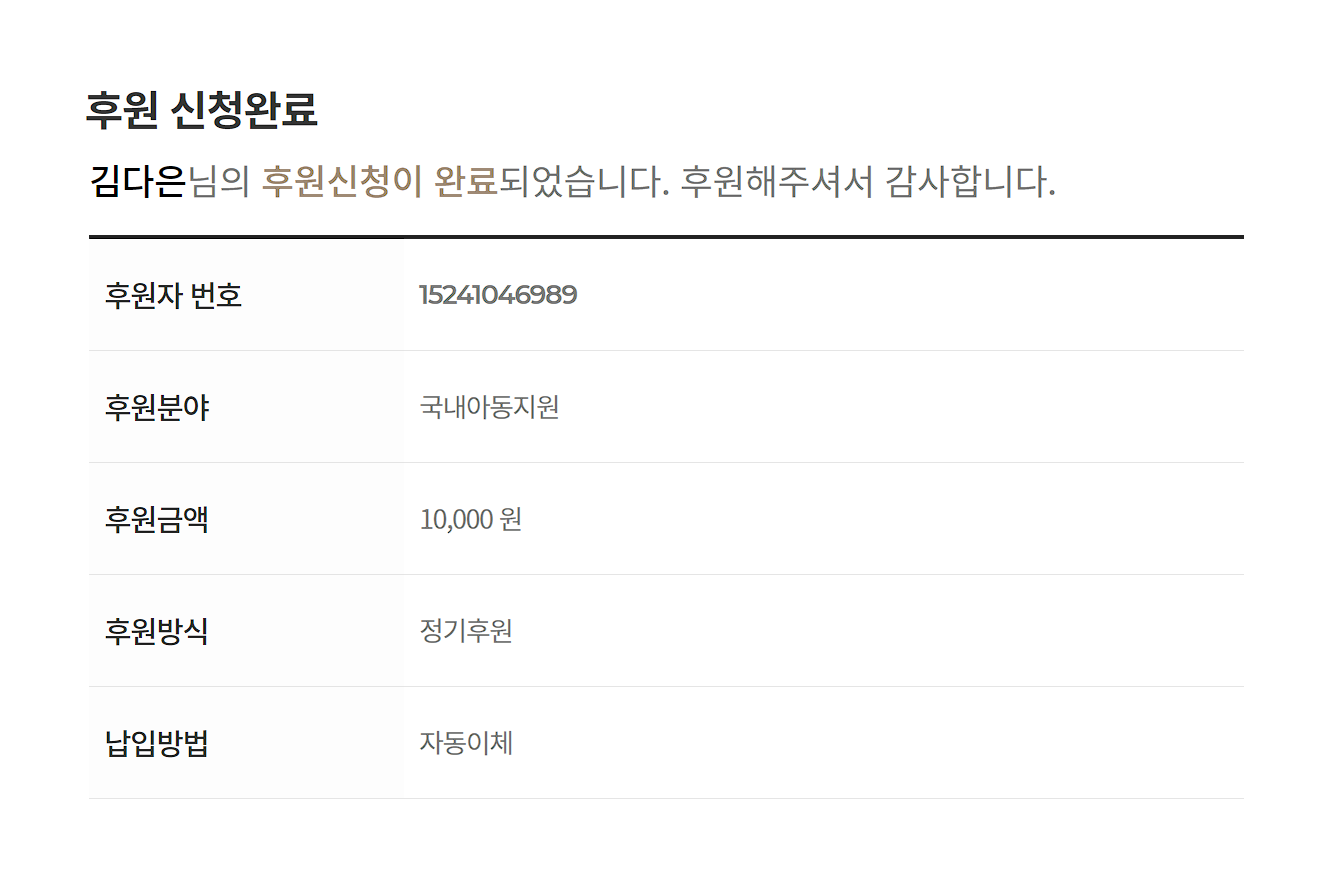 후원 신청완료
김다은님의 후원신청이 완료되었습니다. 후원해주셔서 감사합니다.
후원자 번호 15241046989
후원분야 국내아동지원
후원금액 10,000 원
후원방식 정기후원
납입방법 자동이체